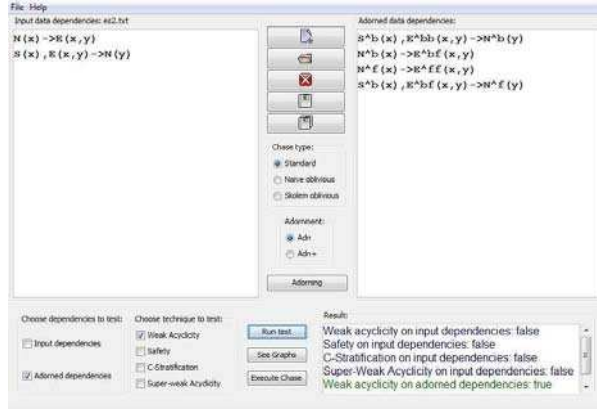 File Help
Input data dependencies: ex2.txt
N(x)->E(x,y)
S(x),E(x,y)->N(y)
Chase type:
Standard
Naive oblivious
Skolem oblivious
Adornment:
Adn
Adn+
Adorning
Adorned data dependencies:
S^b(x),E^bb(x,y)->N^b(y)
N^b(x)->E^bf(x,y)
N^f(x)->E^ff(x,y)
S^b(x),E^bf(x,y)->N^f(y)
Choose dependencies to test:
Input dependencies
Adorned dependencies
Choose technique to test:
Weak Acyclicity
Safety
C-Stratification
Super-weak Acyclicity
Run test
See Graphs
Execute Chase
Result:
Weak acyclicity on input dependencies: false
Safety on input dependencies: false
C-Stratification on input dependencies: false
Super-Weak Acyclicity on input dependencies: false
Weak acyclicity on adorned dependencies: true